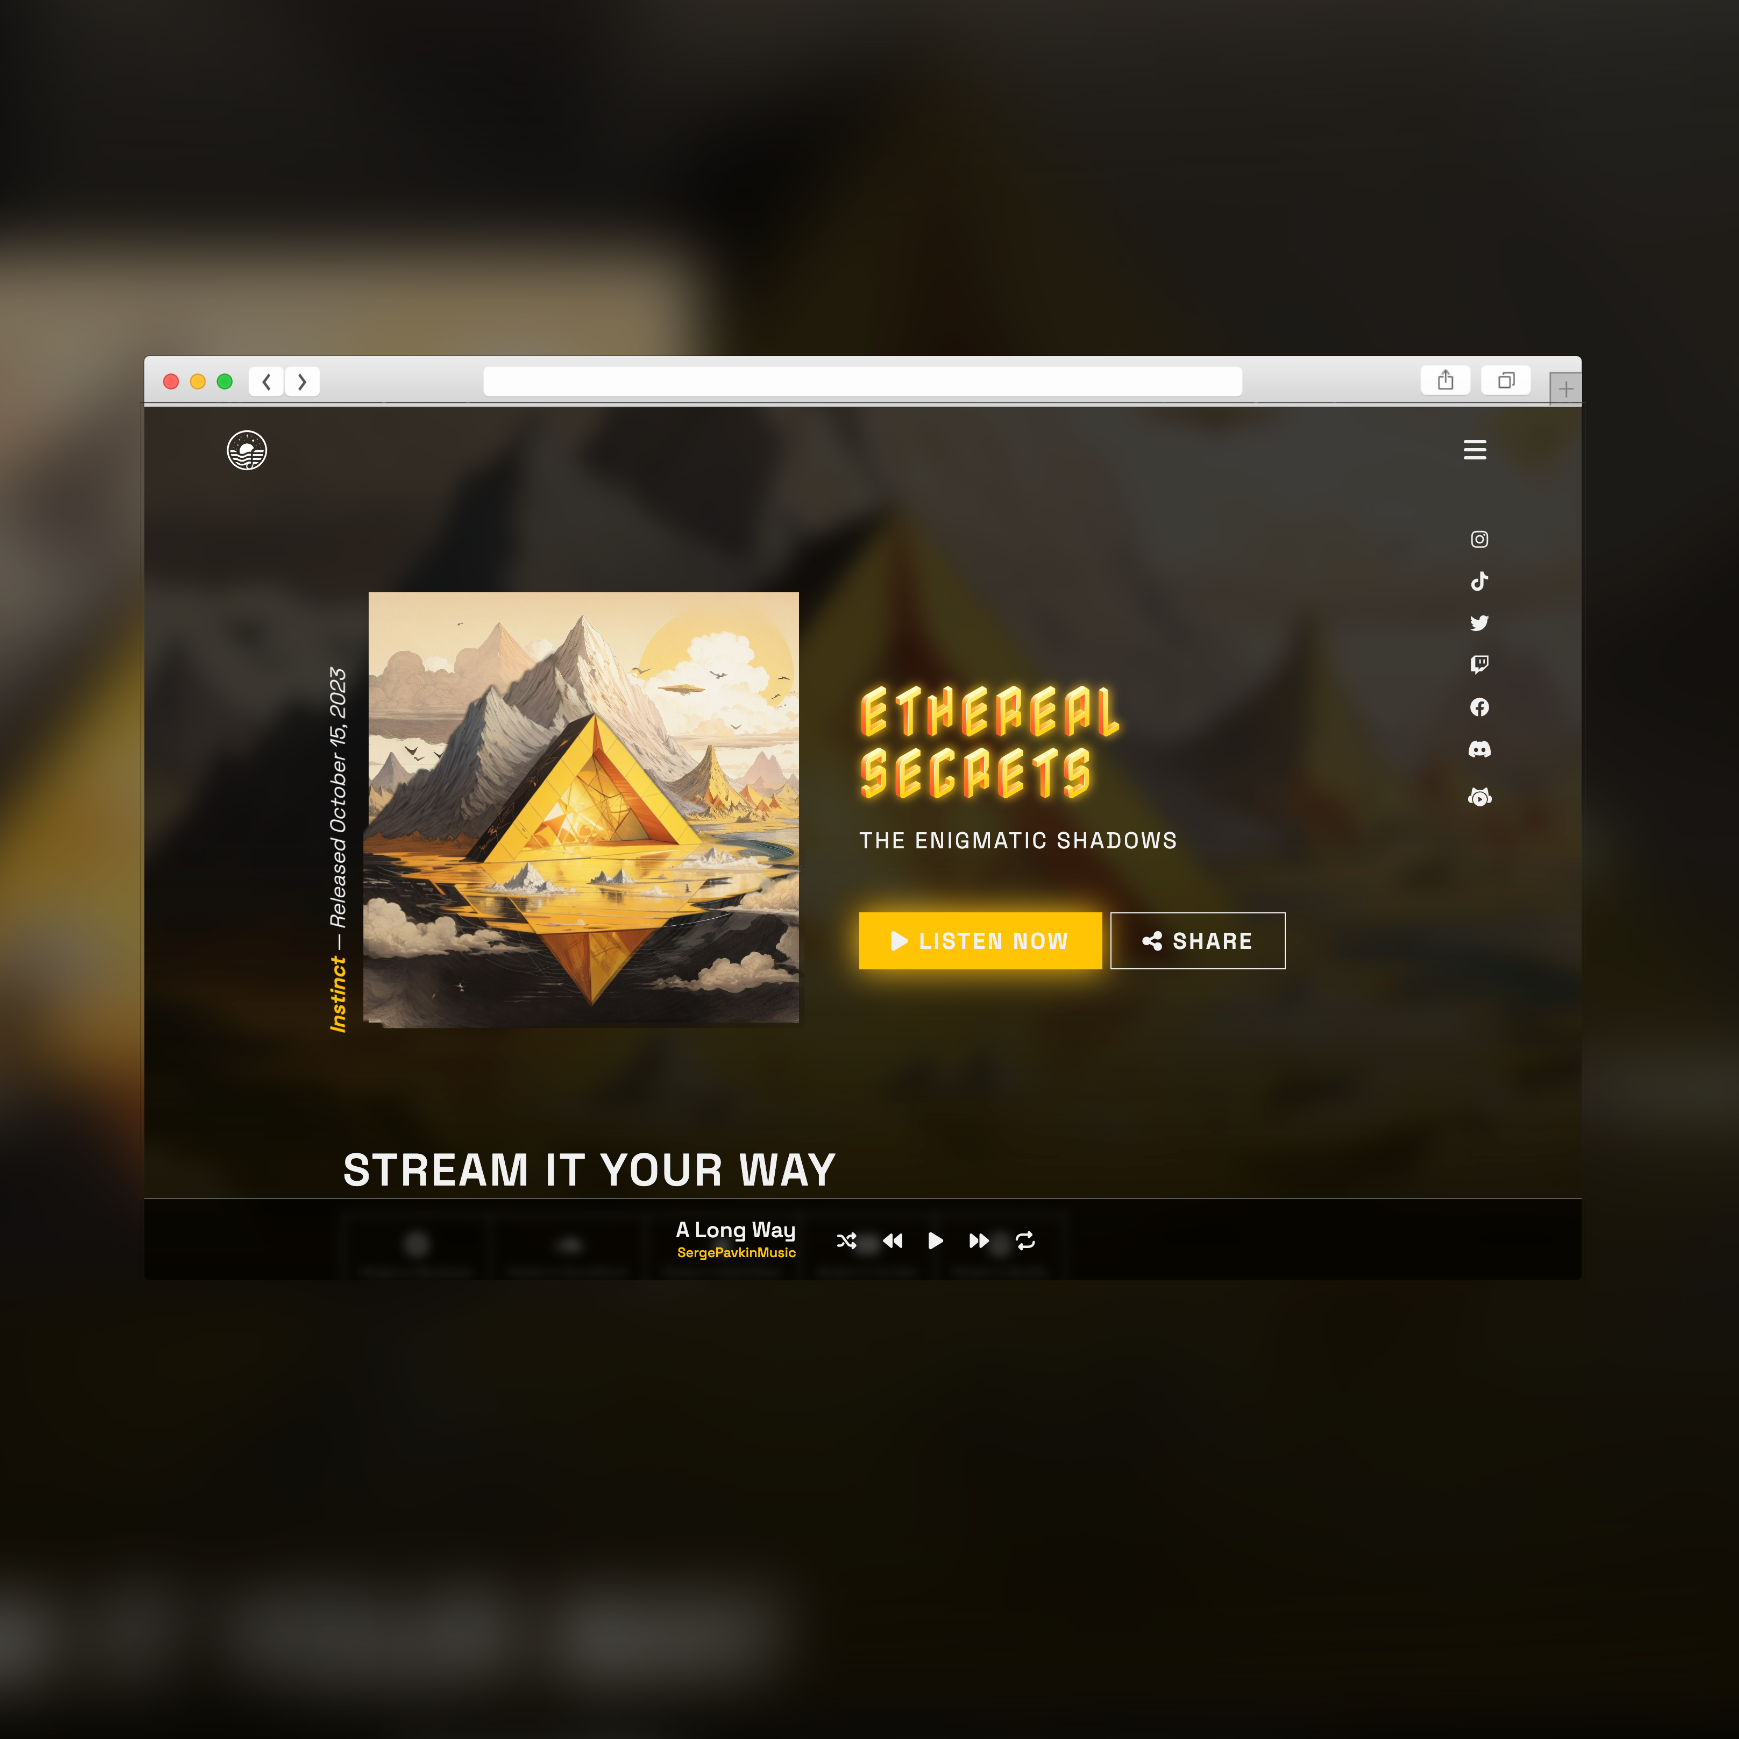 Instinct — Released October 15, 2023
ETHEREAL
SECRETS
THE ENIGMATIC SHADOWS
LISTEN NOW
SHARE
STREAM IT YOUR WAY
A Long Way
SergePavkinMusic